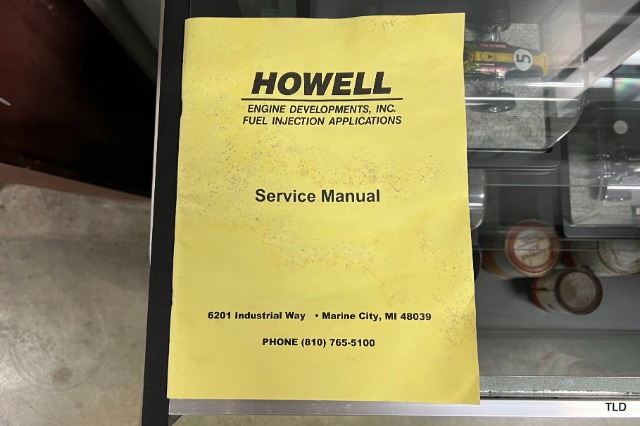 HOWELL
ENGINE DEVELOPMENTS, INC.
FUEL INJECTION APPLICATIONS
Service Manual
6201 Industrial Way • Marine City, MI 48039
PHONE (810) 765-5100
5
TLD